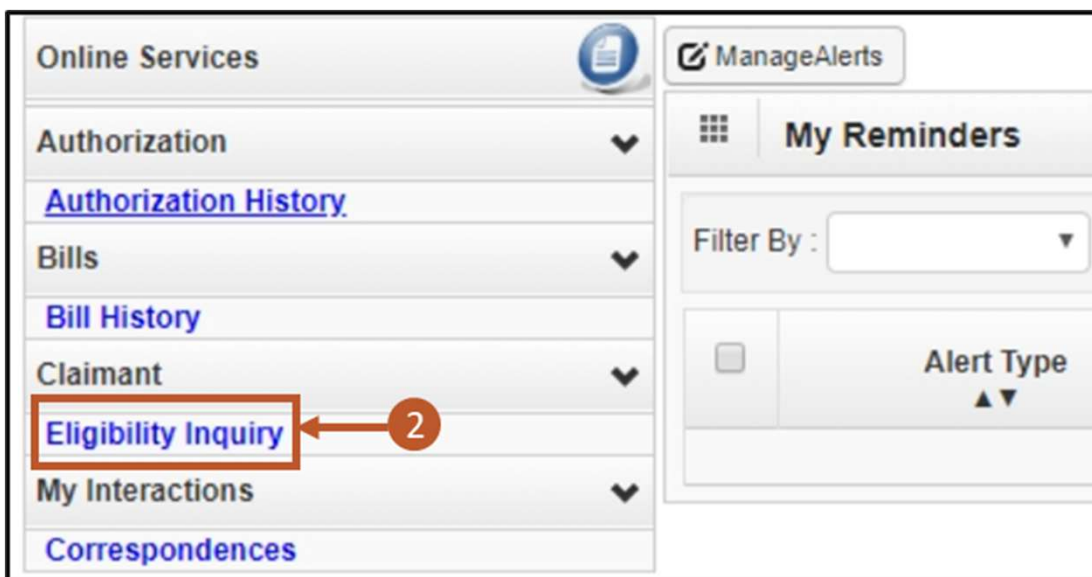 Online Services
Authorization
Authorization History
Bills
Bill History
Claimant
Eligibility Inquiry
2
My Interactions
Correspondences
ManageAlerts
My Reminders
Filter By :
Alert Type
▲▼